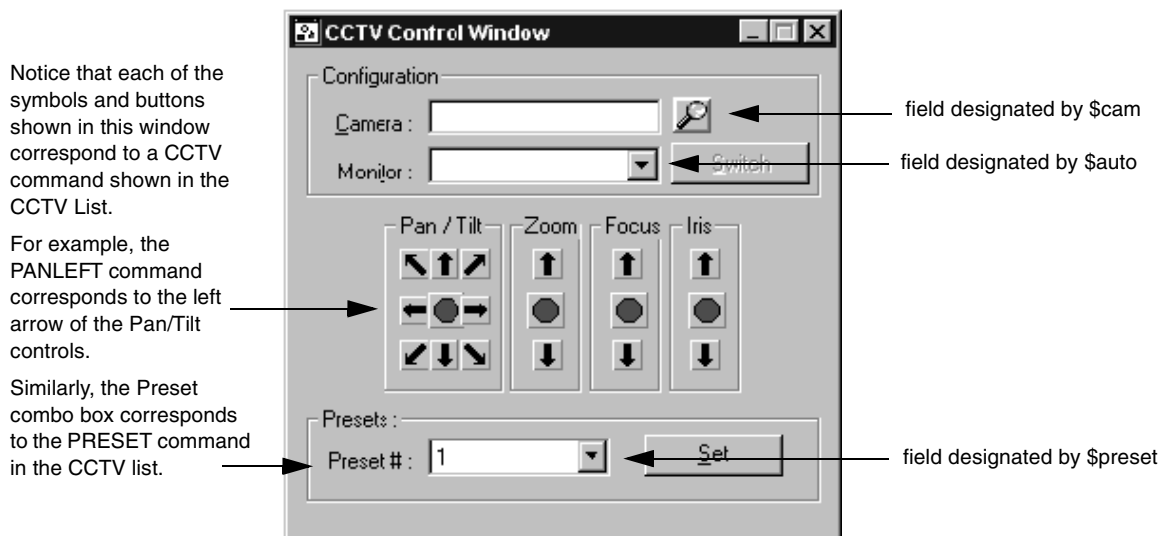 CCTV Control Window
Notice that each of the
symbols and buttons
shown in this window
correspond to a CCTV
command shown in the
CCTV List.
For example, the
PANLEFT command
corresponds to the left
arrow of the Pan/Tilt
controls.
Similarly, the Preset
combo box corresponds
to the PRESET command
in the CCTV list.
Configuration
Camera :
field designated by $cam
Monitor :
Switch
field designated by $auto
Pan / Tilt
Zoom
Focus
Iris
Presets :
Preset # :
1
Set
field designated by $preset